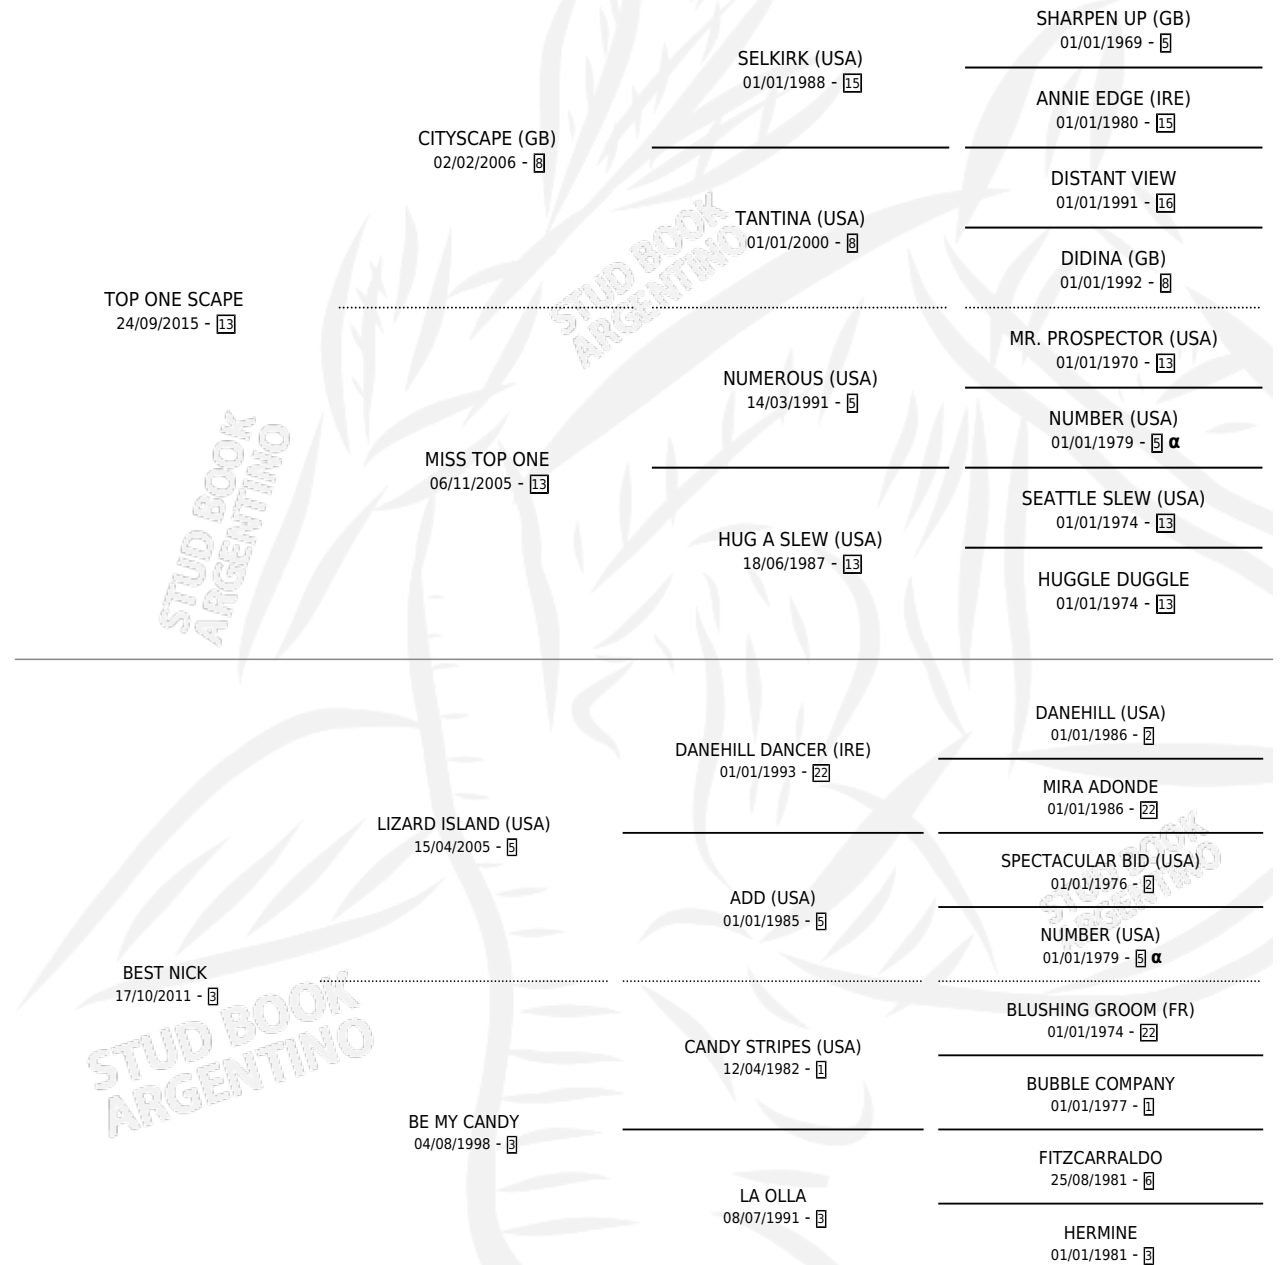 SHARPEN UP (GB)
01/01/1969 - 5
SELKIRK (USA)
01/01/1988 - 15
ANNIE EDGE (IRE)
01/01/1980 - 15
CITYSCAPE (GB)
02/02/2006 - 8
DISTANT VIEW
01/01/1991 - 16
TANTINA (USA)
01/01/2000 - 8
DIDINA (GB)
01/01/1992 - 8
STUD BOOK
ARGENTINO
TOP ONE SCAPE
24/09/2015 - 13
MR. PROSPECTOR (USA)
01/01/1970 - 13
NUMEROUS (USA)
14/03/1991 - 5
NUMBER (USA)
01/01/1979 - 5 α
MISS TOP ONE
06/11/2005 - 13
SEATTLE SLEW (USA)
01/01/1974 - 13
HUG A SLEW (USA)
18/06/1987 - 13
HUGGLE DUGGLE
01/01/1974 - 13
STUD BOOK
ARGENTINO
DANEHILL (USA)
01/01/1986 - 2
DANEHILL DANCER (IRE)
01/01/1993 - 22
MIRA ADONDE
01/01/1986 - 22
LIZARD ISLAND (USA)
15/04/2005 - 5
SPECTACULAR BID (USA)
01/01/1976 - 2
ADD (USA)
01/01/1985 - 5
NUMBER (USA)
01/01/1979 - 5 α
STUD BOOK
ARGENTINO
BEST NICK
17/10/2011 - 3
STUD BOOK
ARGENTINO
BLUSHING GROOM (FR)
01/01/1974 - 22
CANDY STRIPES (USA)
12/04/1982 - 1
BUBBLE COMPANY
01/01/1977 - 1
BE MY CANDY
04/08/1998 - 3
FITZCARRALDO
25/08/1981 - 6
LA OLLA
08/07/1991 - 3
HERMINE
01/01/1981 - 3